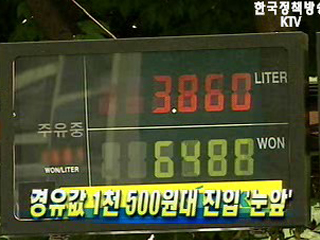 한국정책방송
KTV
3.860 LITER
주유중
6488 WON
WON/LITER
경유값 1천 500원대 진입 '눈앞'